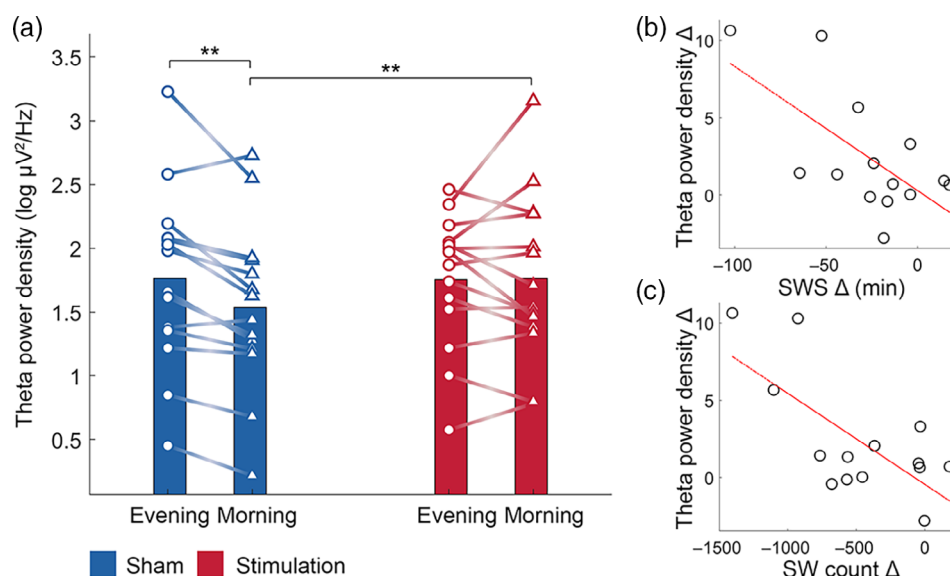 (a)
Theta power density (log µV²/Hz)
3.5
3
2.5
2
1.5
1
0.5
**
**
Evening Morning
Evening Morning
Sham
Stimulation
(b)
Theta power density Δ
10
5
0
−100
−50
0
SWS Δ (min)
(c)
Theta power density Δ
10
5
0
−1500
−1000
−500
0
SW count Δ